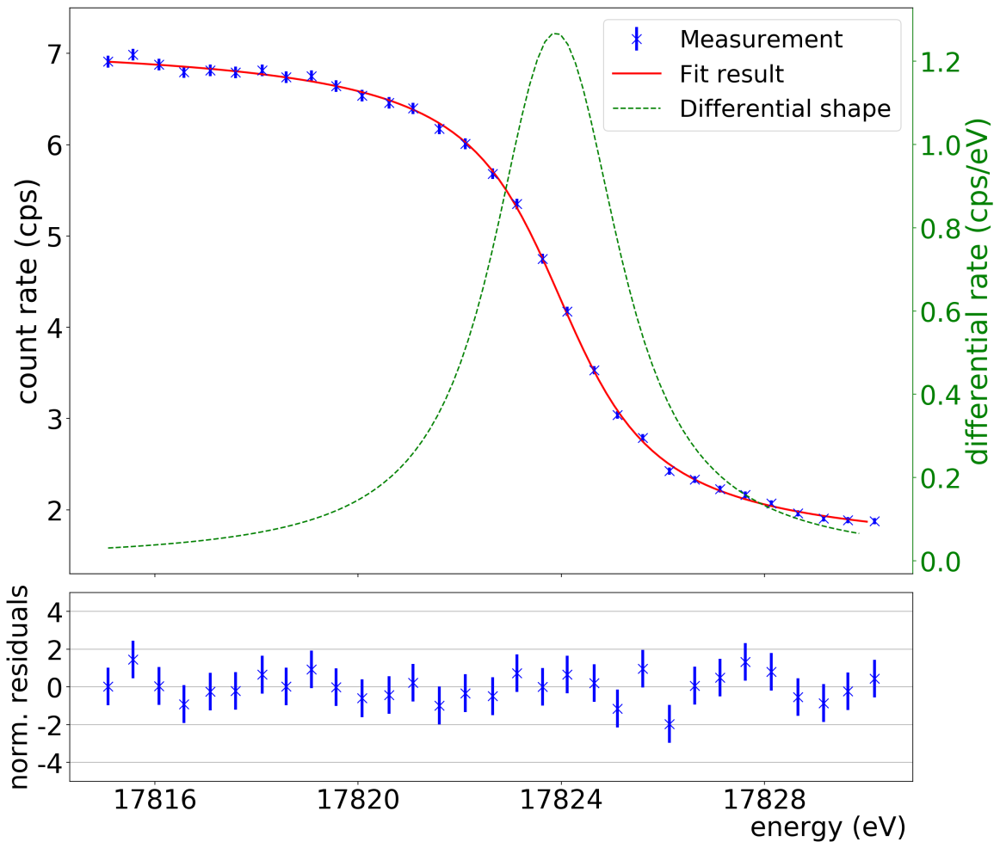 Measurement
Fit result
Differential shape
count rate (cps)
7
6
5
4
3
2
differential rate (cps/eV)
1.2
1.0
0.8
0.6
0.4
0.2
0.0
norm. residuals
4
2
0
-2
-4
17816 17820 17824 17828
energy (eV)